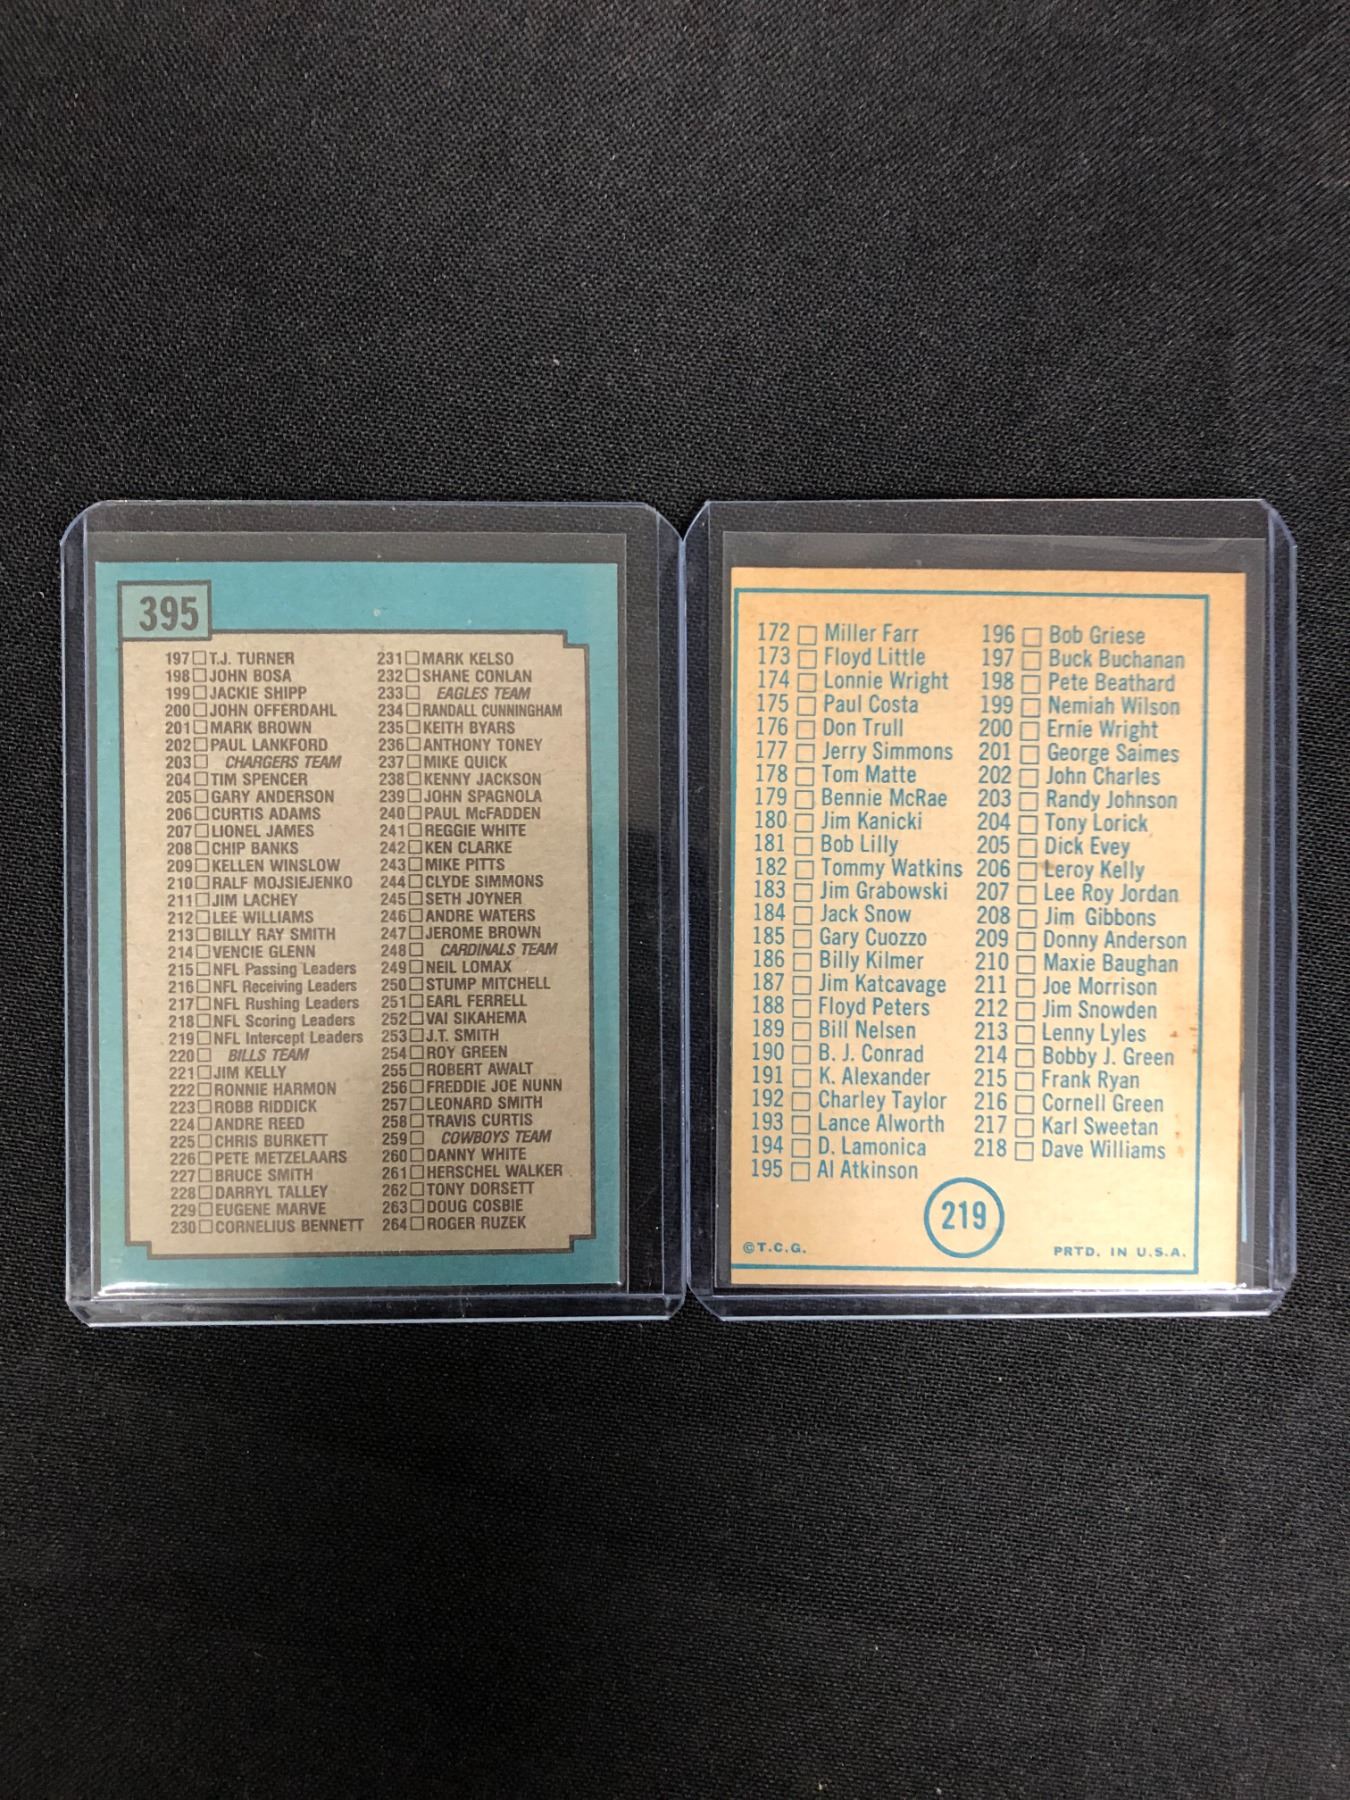 395
197 T.J. TURNER
198 JOHN BOSA
199 JACKIE SHIPP
200 JOHN OFFERDAHL
201 MARK BROWN
202 PAUL LANKFORD
203 CHARGERS TEAM
204 TIM SPENCER
205 GARY ANDERSON
206 CURTIS ADAMS
207 LIONEL JAMES
208 CHIP BANKS
209 KELLEN WINSLOW
210 RALF MOJSIEJENKO
211 JIM LACHEY
212 LEE WILLIAMS
213 BILLY RAY SMITH
214 VENCIE GLENN
215 NFL Passing Leaders
216 NFL Receiving Leaders
217 NFL Rushing Leaders
218 NFL Scoring Leaders
219 NFL Intercept Leaders
220 BILLS TEAM
221 JIM KELLY
222 RONNIE HARMON
223 ROBB RIDDICK
224 ANDRE REED
225 CHRIS BURKETT
226 PETE METZELAARS
227 BRUCE SMITH
228 DARRYL TALLEY
229 EUGENE MARVE
230 CORNELIUS BENNETT
231 MARK KELSO
232 SHANE CONLAN
233 EAGLES TEAM
234 RANDALL CUNNINGHAM
235 KEITH BYARS
236 ANTHONY TONEY
237 MIKE QUICK
238 KENNY JACKSON
239 JOHN SPAGNOLA
240 PAUL McFADDEN
241 REGGIE WHITE
242 KEN CLARKE
243 MIKE PITTS
244 CLYDE SIMMONS
245 SETH JOYNER
246 ANDRE WATERS
247 JEROME BROWN
248 CARDINALS TEAM
249 NEIL LOMAX
250 STUMP MITCHELL
251 EARL FERRELL
252 VAI SIKAHEMA
253 J.T. SMITH
254 ROY GREEN
255 ROBERT AWALT
256 FREDDIE JOE NUNN
257 LEONARD SMITH
258 TRAVIS CURTIS
259 COWBOYS TEAM
260 DANNY WHITE
261 HERSCHEL WALKER
262 TONY DORSETT
263 DOUG COSBIE
264 ROGER RUZEK
172 Miller Farr
173 Floyd Little
174 Lonnie Wright
175 Paul Costa
176 Don Trull
177 Jerry Simmons
178 Tom Matte
179 Bennie McRae
180 Jim Kanicki
181 Bob Lilly
182 Tommy Watkins
183 Jim Grabowski
184 Jack Snow
185 Gary Cuozzo
186 Billy Kilmer
187 Jim Katcavage
188 Floyd Peters
189 Bill Nelsen
190 B. J. Conrad
191 K. Alexander
192 Charley Taylor
193 Lance Alworth
194 D. Lamonica
195 Al Atkinson
196 Bob Griese
197 Buck Buchanan
198 Pete Beathard
199 Nemiah Wilson
200 Ernie Wright
201 George Saimes
202 John Charles
203 Randy Johnson
204 Tony Lorick
205 Dick Evey
206 Leroy Kelly
207 Lee Roy Jordan
208 Jim Gibbons
209 Donny Anderson
210 Maxie Baughan
211 Joe Morrison
212 Jim Snowden
213 Lenny Lyles
214 Bobby J. Green
215 Frank Ryan
216 Cornell Green
217 Karl Sweetan
218 Dave Williams
219
©T.C.G. PRTD. IN U.S.A.